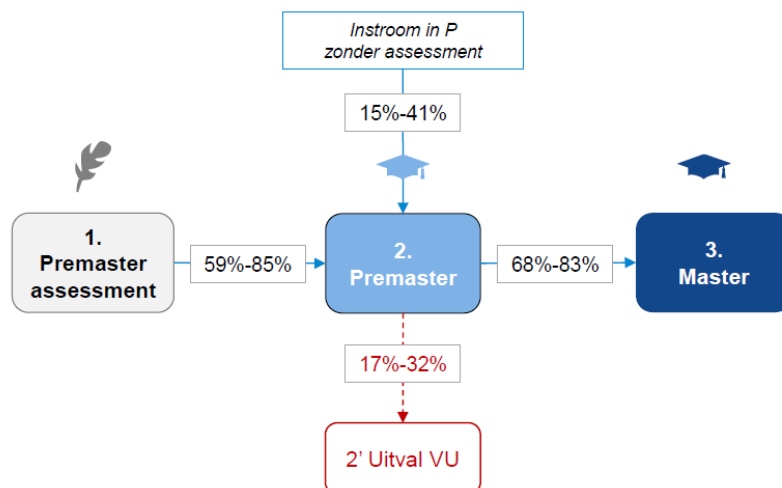 Instroom in P
zonder assessment
15%-41%
1.
Premaster
assessment
59%-85%
2.
Premaster
68%-83%
3.
Master
17%-32%
2' Uitval VU